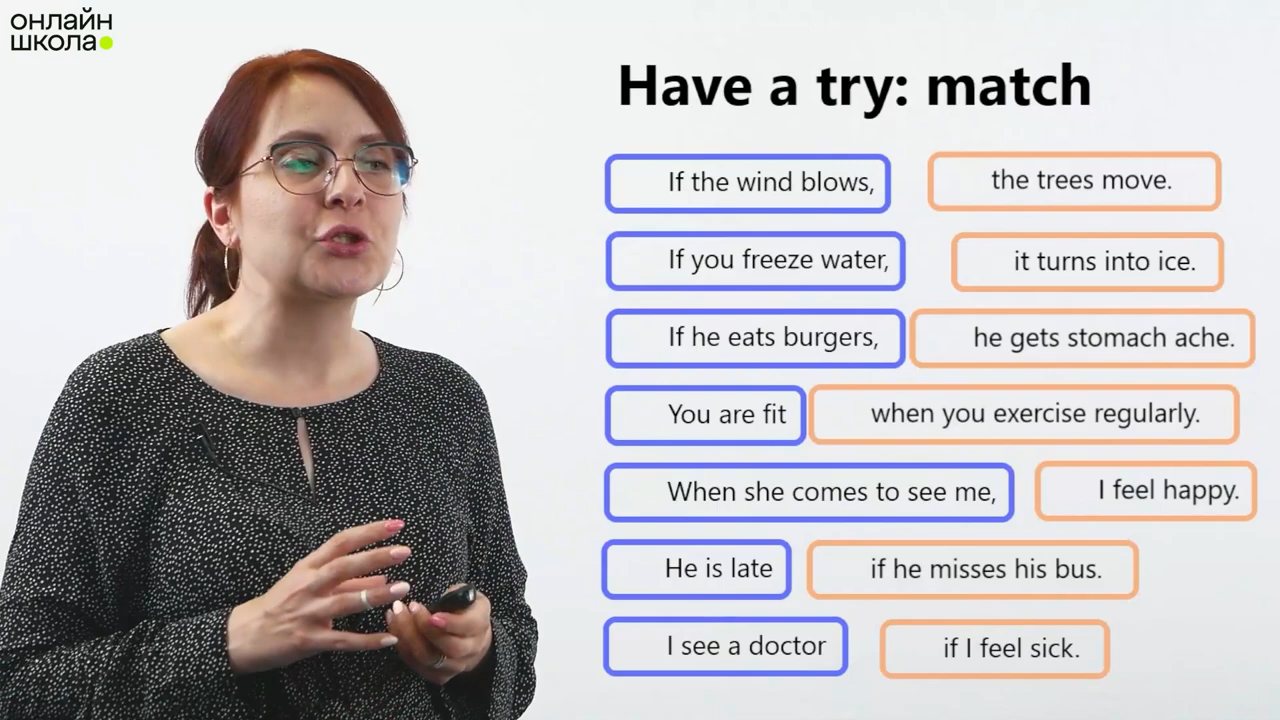 онлайн
школа
Have a try: match
If the wind blows, the trees move.
If you freeze water, it turns into ice.
If he eats burgers, he gets stomach ache.
You are fit when you exercise regularly.
When she comes to see me, I feel happy.
He is late if he misses his bus.
I see a doctor if I feel sick.